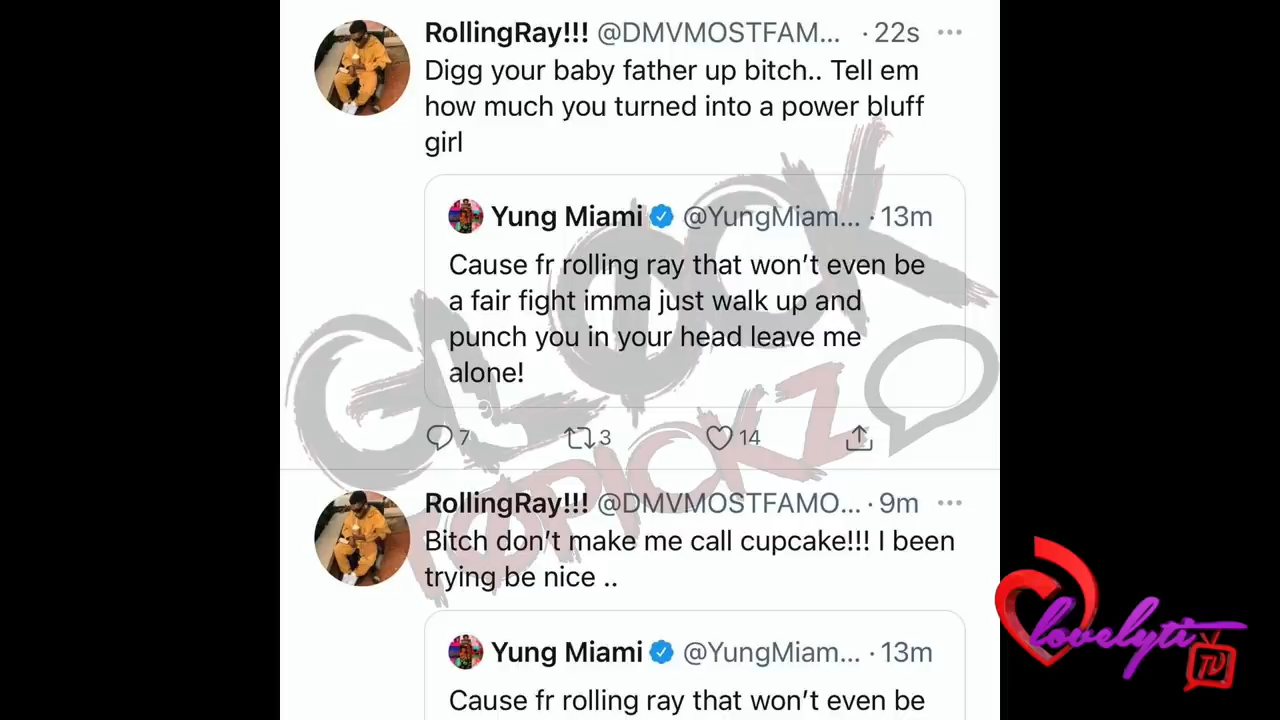 RollingRay!!! @DMVMOSTFAM... · 22s ...
Digg your baby father up bitch.. Tell em
how much you turned into a power bluff
girl
Yung Miami @YungMiam... · 13m
Cause fr rolling ray that won't even be
a fair fight imma just walk up and
punch you in your head leave me
alone!
7 3 14
RollingRay!!! @DMVMOSTFAMO... · 9m ...
Bitch don't make me call cupcake!!! I been
trying be nice ..
Yung Miami @YungMiam... · 13m
Cause fr rolling ray that won't even be
GLOCK
TOPICKZ
lovelyti
TV